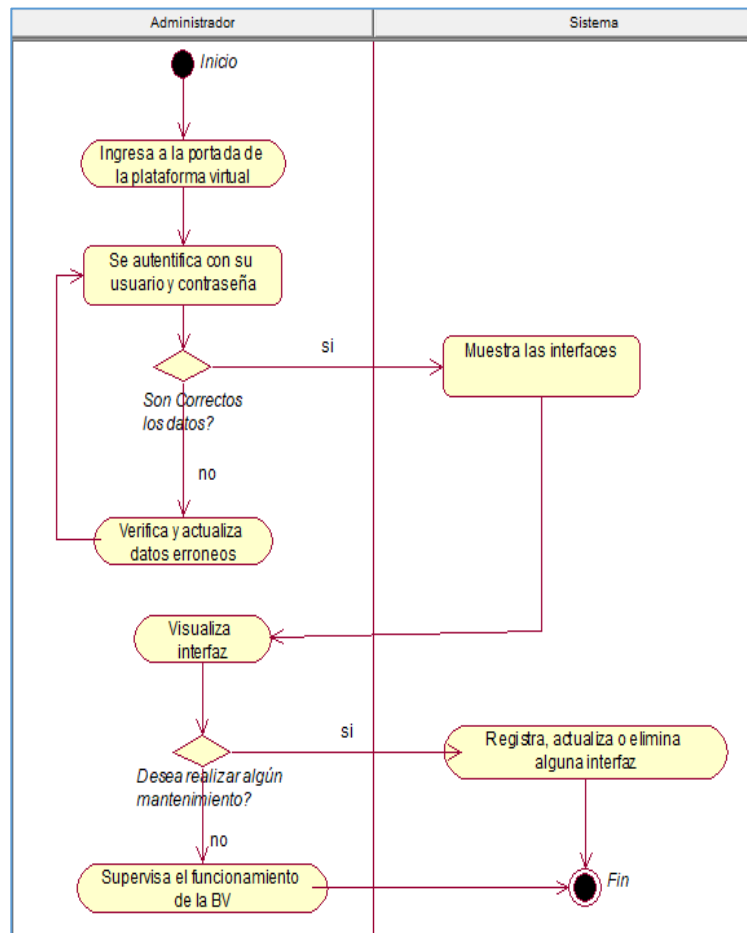 Administrador
Sistema
Inicio
Ingresa a la portada de
la plataforma virtual
Se autentifica con su
usuario y contraseña
si
Muestra las interfaces
Son Correctos
los datos?
no
Verifica y actualiza
datos erroneos
Visualiza
interfaz
si
Registra, actualiza o elimina
alguna interfaz
Desea realizar algún
mantenimiento?
no
Supervisa el funcionamiento
de la BV
Fin